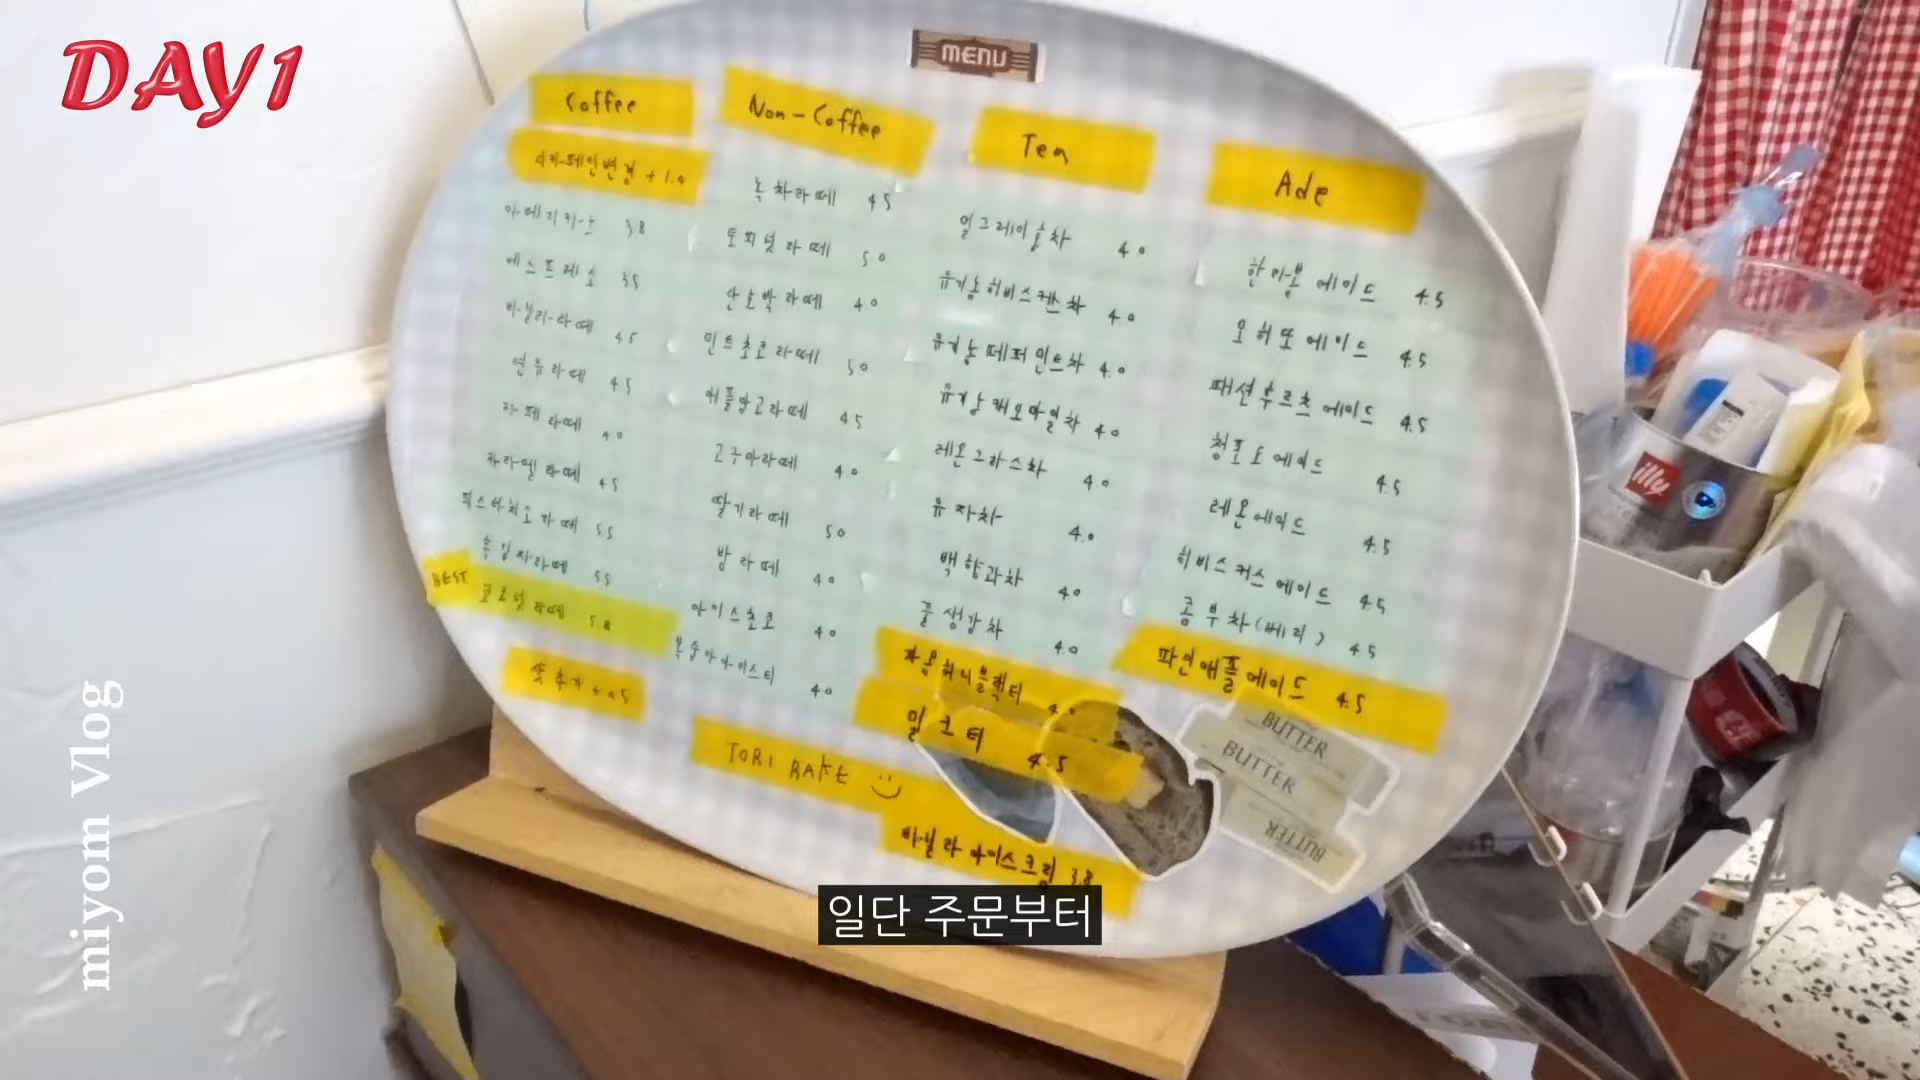 DAY1
MENU
Coffee
디카페인변경 +1.0
아메리카노 3.8
에스프레소 3.5
바닐라라떼 4.5
연유라떼 4.5
카페라떼 4.0
카라멜라떼 4.5
피스타치오라떼 5.5
흑임자라떼 5.5
BEST 코코넛라떼 5.8
샷추가 +0.5
Non-Coffee
녹차라떼 4.5
토피넛라떼 5.0
단호박라떼 4.0
민트초코라떼 5.0
애플망고라떼 4.5
고구마라떼 4.0
딸기라떼 5.0
밤라떼 4.0
아이스초코 4.0
복숭아아이스티 4.0
TORI BAKE
Tea
얼그레이홍차 4.0
유기농히비스커스차 4.0
유기농페퍼민트차 4.0
유기농캐모마일차 4.0
레몬그라스차 4.0
유자차 4.0
백향과차 4.0
꿀생강차 4.0
자몽허니블랙티 4.0
밀크티 4.5
바닐라아이스크림 3.8
Ade
한라봉에이드 4.5
오허또에이드 4.5
패션후르츠에이드 4.5
청포도에이드 4.5
레몬에이드 4.5
히비스커스에이드 4.5
콤부차(베리) 4.5
파인애플에이드 4.5
BUTTER
BUTTER
BUTTER
illy
miyom Vlog
일단 주문부터